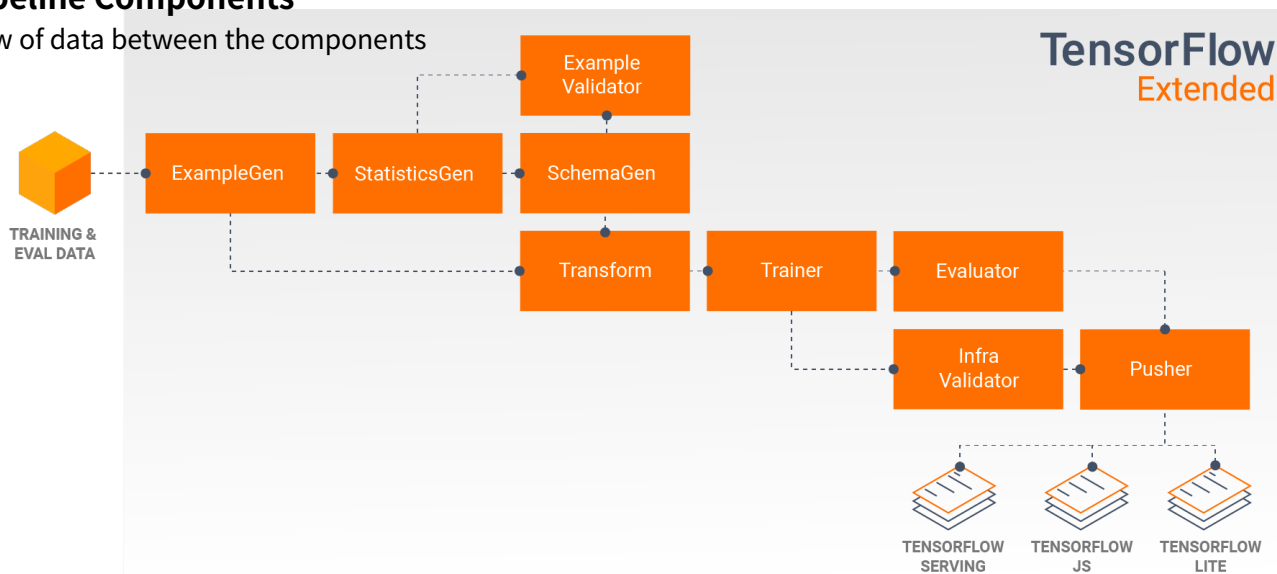 peline Components
w of data between the components
TensorFlow
Extended
Example
Validator
ExampleGen
StatisticsGen
SchemaGen
TRAINING &
EVAL DATA
Transform
Trainer
Evaluator
Infra
Validator
Pusher
TENSORFLOW
SERVING
TENSORFLOW
JS
TENSORFLOW
LITE